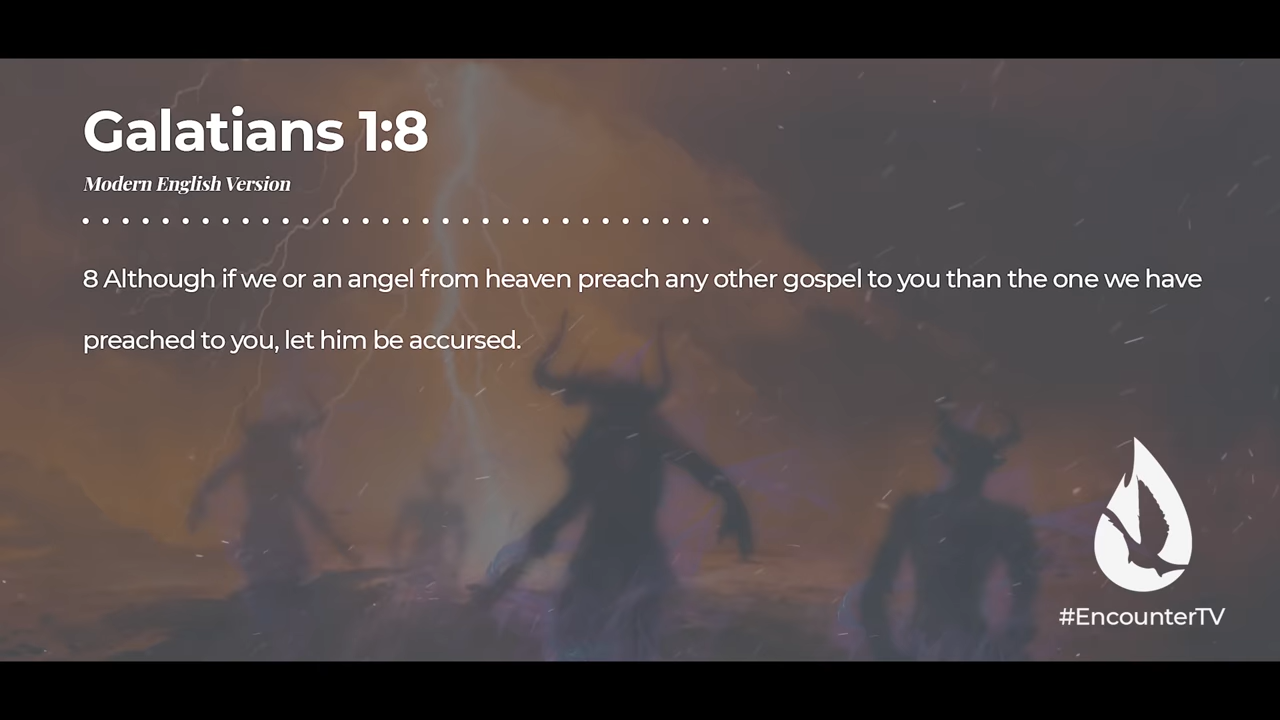 Galatians 1:8
Modern English Version
8 Although if we or an angel from heaven preach any other gospel to you than the one we have
preached to you, let him be accursed.
#EncounterTV